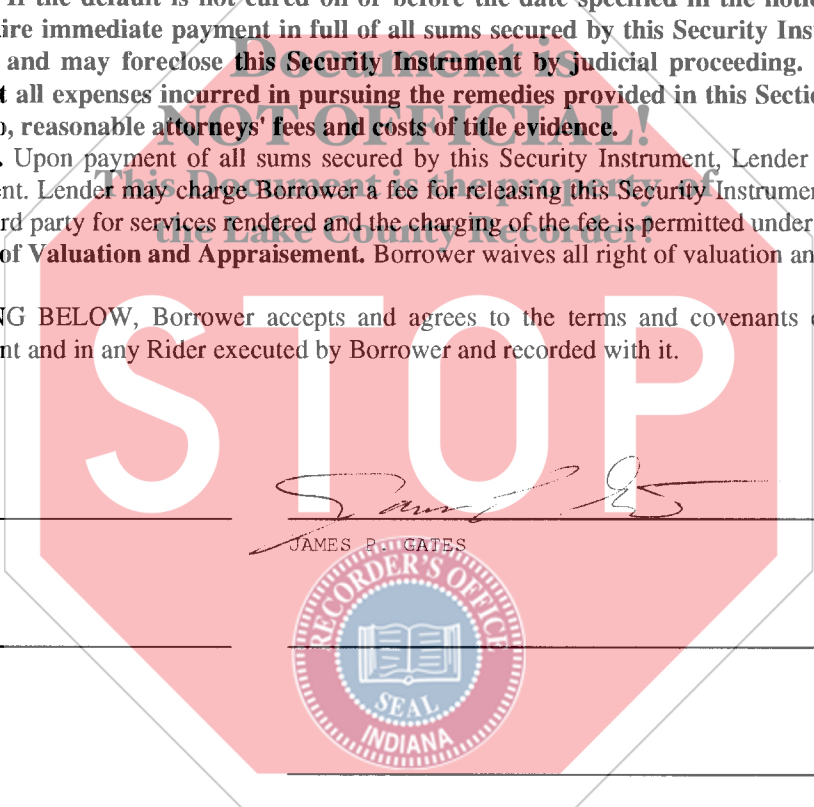 If the default is not cured on or before the date specified in the notic
ire immediate payment in full of all sums secured by this Security Ins
and may foreclose this Security Instrument by judicial proceeding.
Document is
t all expenses incurred in pursuing the remedies provided in this Sectio
NOT OFFICIAL!
o, reasonable attorneys' fees and costs of title evidence.
. Upon payment of all sums secured by this Security Instrument, Lender
This Document is the property of
ent. Lender may charge Borrower a fee for releasing this Security Instrumen
rd party for services rendered and the charging of the fee is permitted under
the Lake County Recorder!
of Valuation and Appraisement. Borrower waives all right of valuation an
NG BELOW, Borrower accepts and agrees to the terms and covenants c
nt and in any Rider executed by Borrower and recorded with it.
STOP
JAMES P. GATES
RECORDER'S OFFICE
SEAL
INDIANA